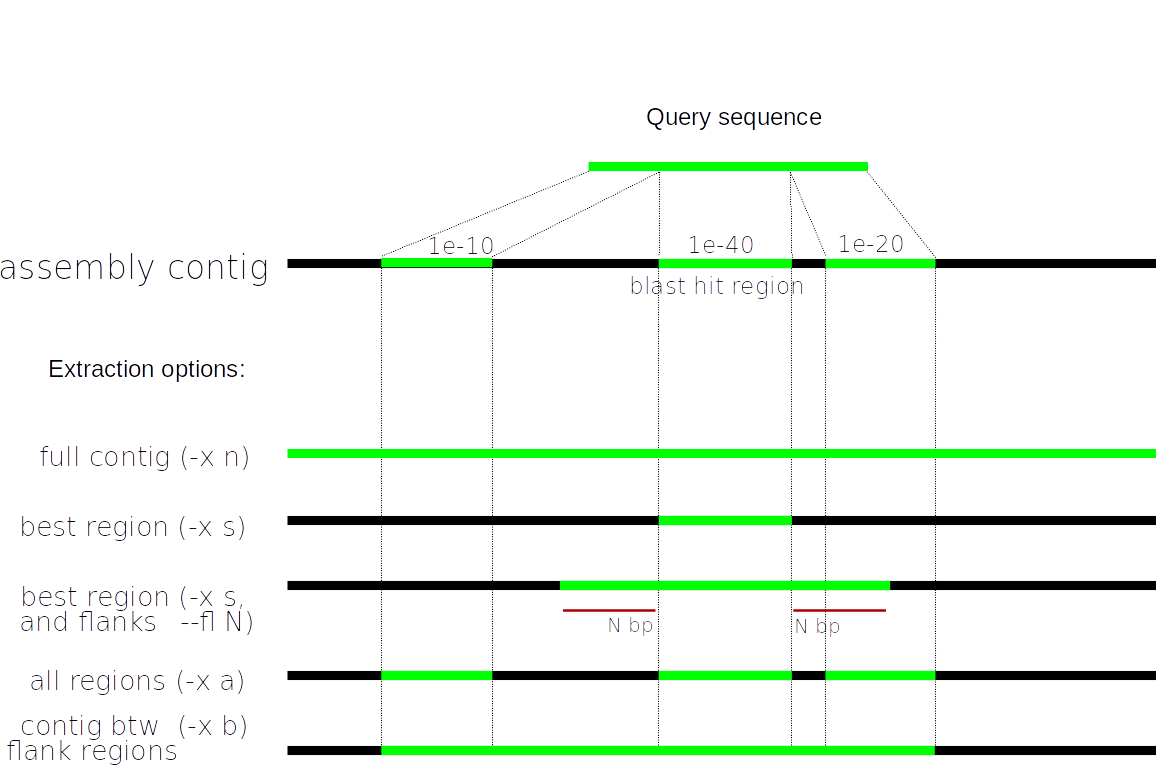 Query sequence
1e-10
1e-40
1e-20
assembly contig
blast hit region
Extraction options:
full contig (-x n)
best region (-x s)
best region (-x s,
and flanks --fl N)
N bp
N bp
all regions (-x a)
contig btw (-x b)
flank regions